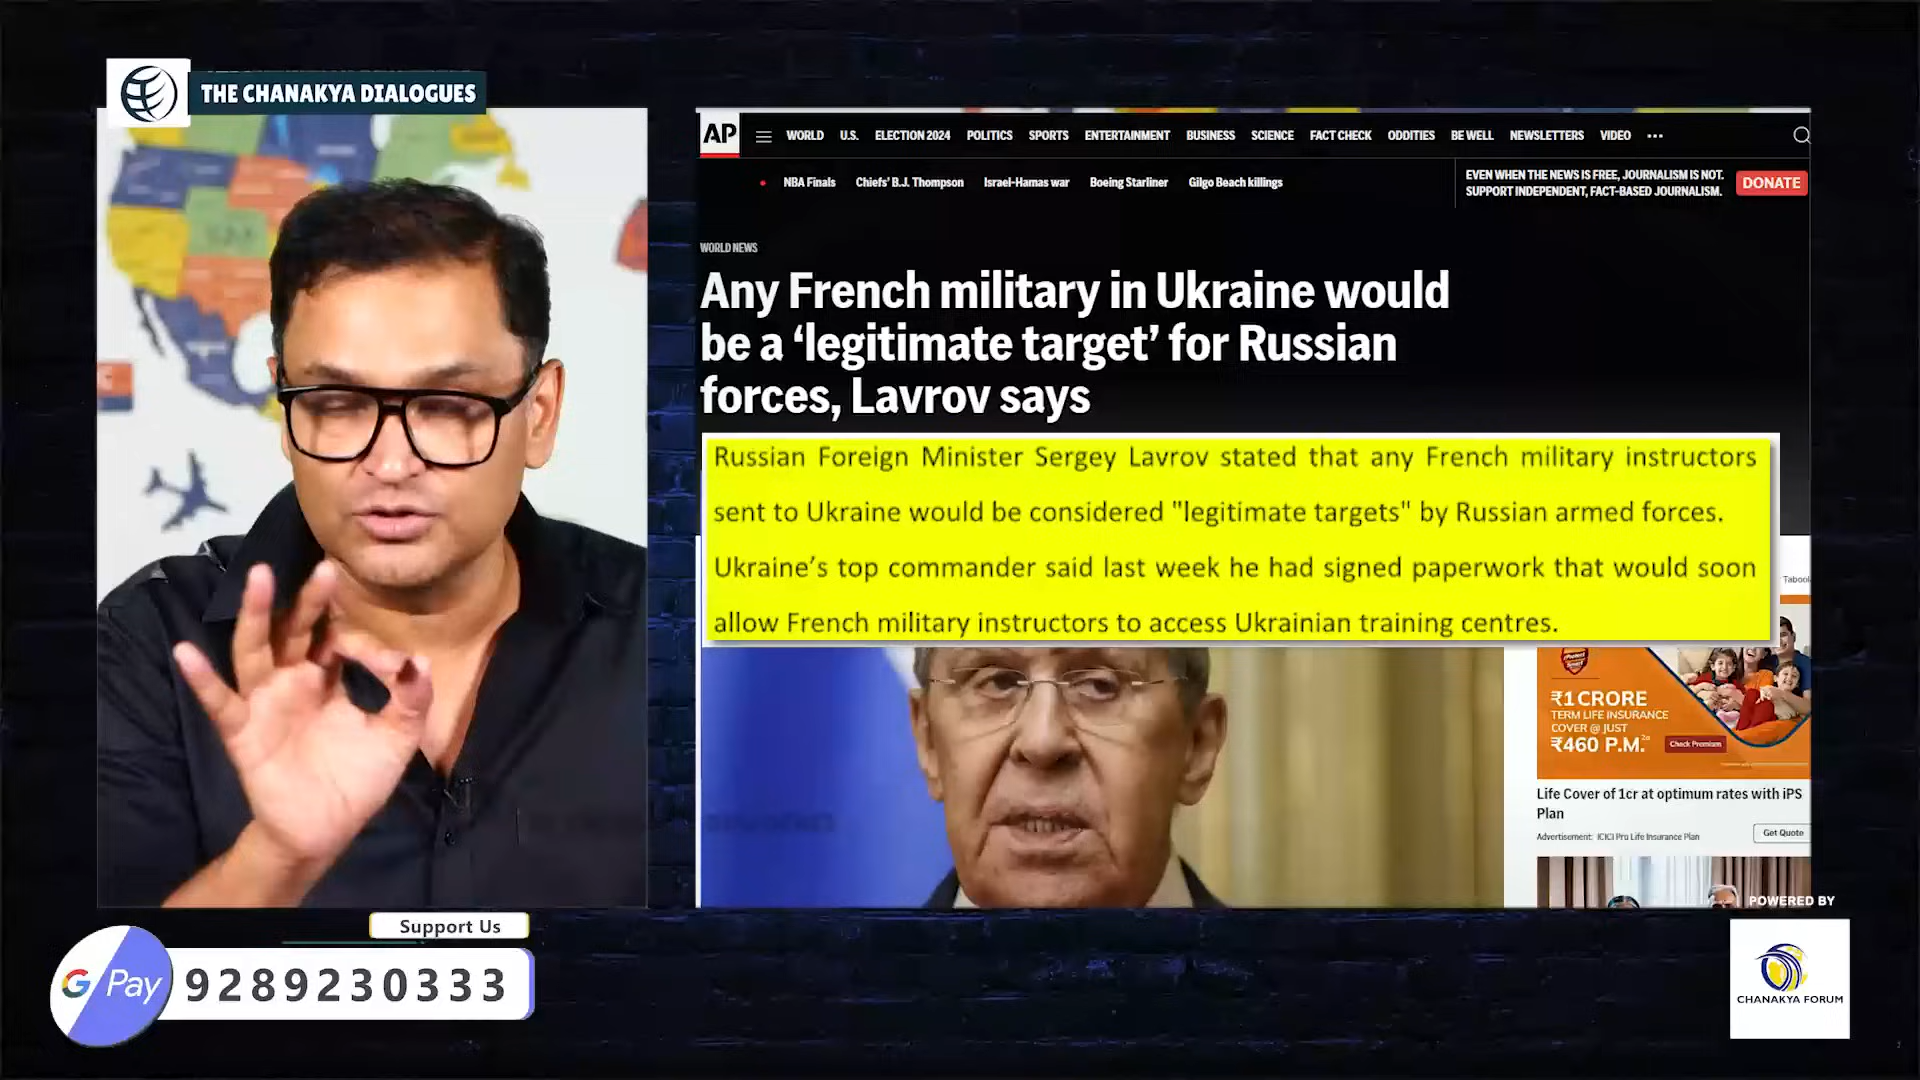 THE CHANAKYA DIALOGUES
AP
WORLD U.S. ELECTION 2024 POLITICS SPORTS ENTERTAINMENT BUSINESS SCIENCE FACT CHECK ODDITIES BE WELL NEWSLETTERS VIDEO ...
NBA Finals Chiefs' B.J. Thompson Israel-Hamas war Boeing Starliner Gilgo Beach killings
EVEN WHEN THE NEWS IS FREE, JOURNALISM IS NOT.
SUPPORT INDEPENDENT, FACT-BASED JOURNALISM.
DONATE
WORLD NEWS
Any French military in Ukraine would
be a ‘legitimate target’ for Russian
forces, Lavrov says
Russian Foreign Minister Sergey Lavrov stated that any French military instructors
sent to Ukraine would be considered "legitimate targets" by Russian armed forces.
Ukraine’s top commander said last week he had signed paperwork that would soon
allow French military instructors to access Ukrainian training centres.
₹1 CRORE
TERM LIFE INSURANCE
COVER @ JUST
₹460 P.M.
Check Premium
Life Cover of 1cr at optimum rates with iPS
Plan
Advertisement: ICICI Pru Life Insurance Plan
Get Quote
POWERED BY
CHANAKYA FORUM
Support Us
G Pay
9289230333